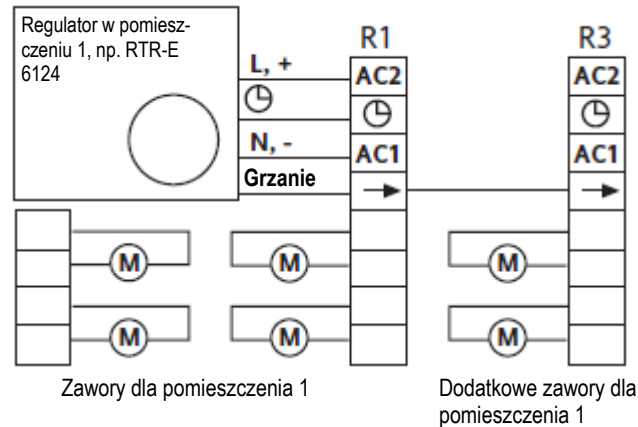 Regulator w pomiesz-
czeniu 1, np. RTR-E
6124
L, +
N, -
Grzanie
R1
AC2
AC1
R3
AC2
AC1
M
M
M
M
M
M
Zawory dla pomieszczenia 1
Dodatkowe zawory dla
pomieszczenia 1